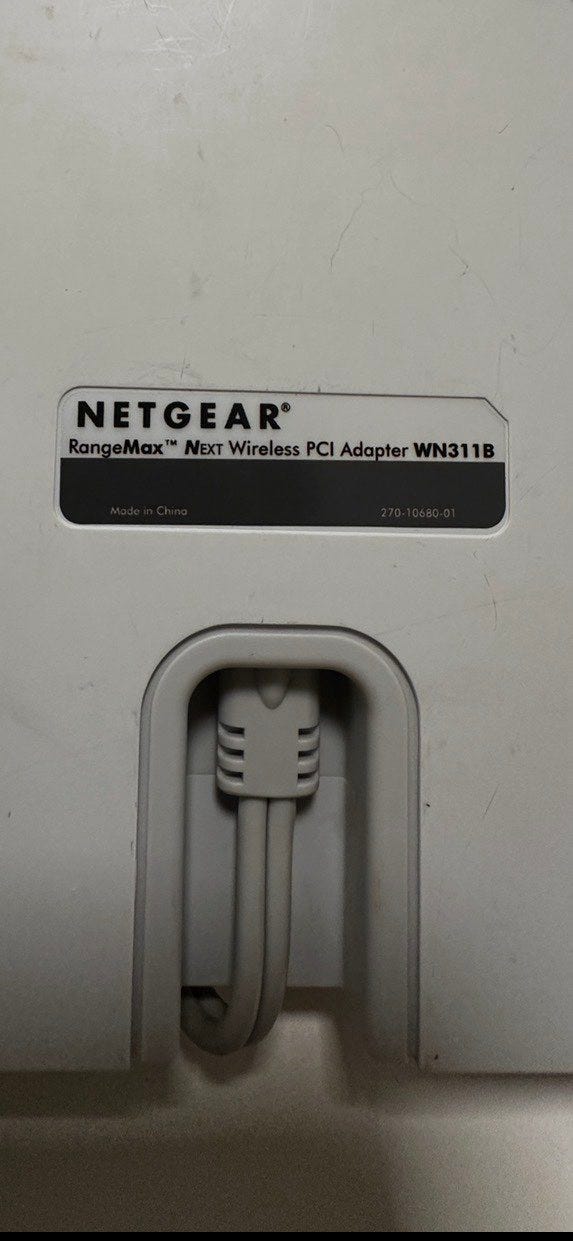 NETGEAR®
RangeMax™ NEXT Wireless PCI Adapter WN311B
Made in China 270-10680-01